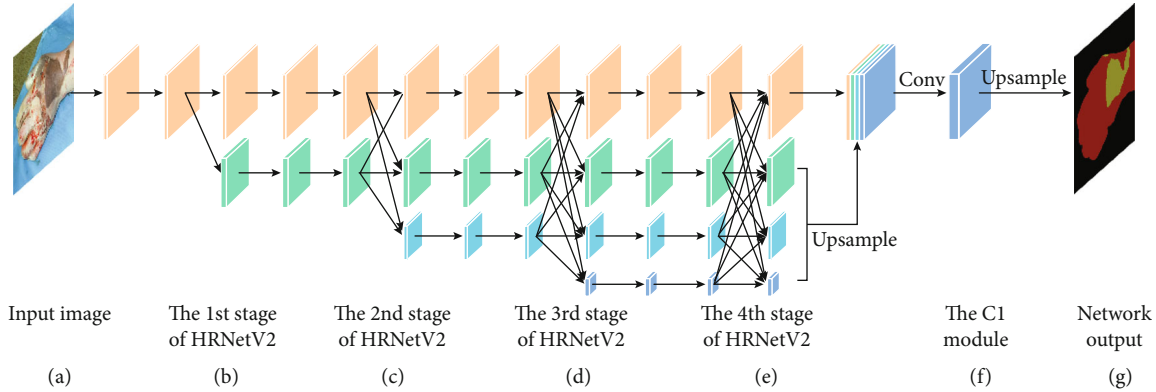 Conv
Upsample
Upsample
Input image
The 1st stage
of HRNetV2
The 2nd stage
of HRNetV2
The 3rd stage
of HRNetV2
The 4th stage
of HRNetV2
The C1
module
Network
output
(a)
(b)
(c)
(d)
(e)
(f)
(g)